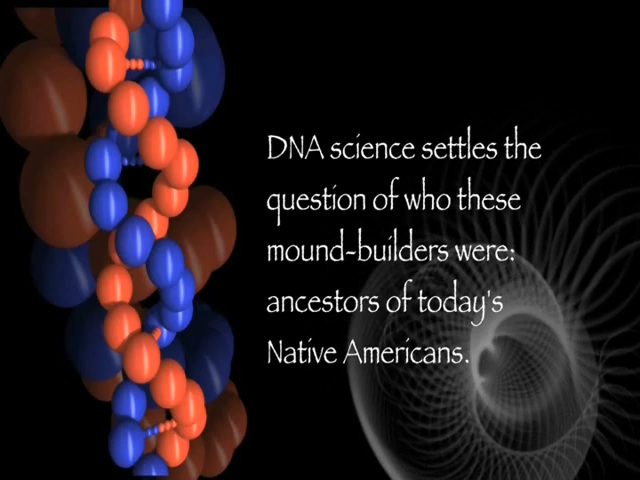 DNA science settles the
question of who these
mound-builders were:
ancestors of today's
Native Americans.